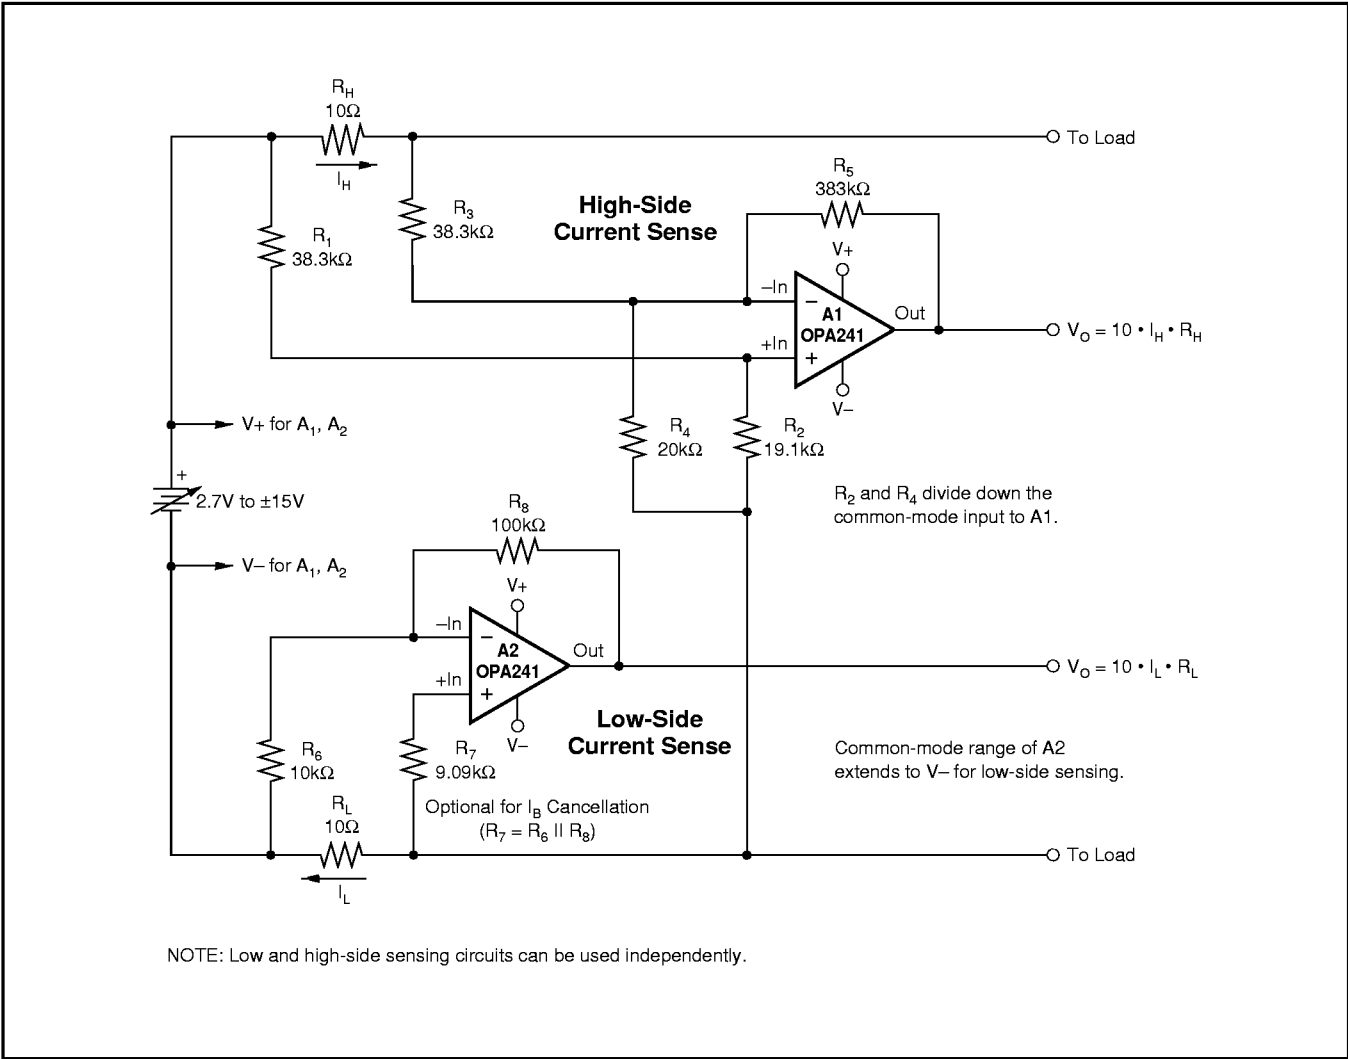 R_H
10Ω
I_H
To Load
R_5
383kΩ
High-Side
Current Sense
R_3
38.3kΩ
R_1
38.3kΩ
V+
–In
−
A1
OPA241
Out
V_O = 10 • I_H • R_H
+In
+
V–
V+ for A_1, A_2
R_4
20kΩ
R_2
19.1kΩ
+
2.7V to ±15V
R_2 and R_4 divide down the
common-mode input to A1.
R_8
100kΩ
V– for A_1, A_2
V+
–In
−
A2
OPA241
Out
V_O = 10 • I_L • R_L
+In
+
V–
Low-Side
Current Sense
R_6
10kΩ
R_7
9.09kΩ
Common-mode range of A2
extends to V– for low-side sensing.
R_L
10Ω
Optional for I_B Cancellation
(R_7 = R_6 II R_8)
To Load
I_L
NOTE: Low and high-side sensing circuits can be used independently.